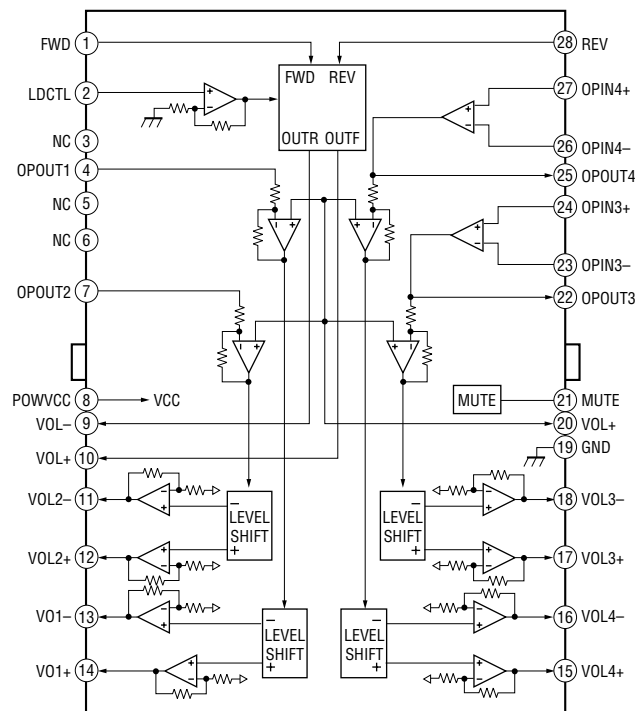 FWD 1
28 REV
FWD REV
LDCTL 2
+
−
27 OPIN4+
+
−
OUTR OUTF
NC 3
26 OPIN4−
OPOUT1 4
25 OPOUT4
NC 5
24 OPIN3+
− +
+ −
+
−
NC 6
23 OPIN3−
OPOUT2 7
22 OPOUT3
− +
+ −
POWVCC 8
VCC
MUTE
21 MUTE
VOL− 9
20 VOL+
19 GND
VOL+ 10
VOL2− 11
−
+
−
LEVEL
SHIFT
+
−
LEVEL
SHIFT
+
−
+
18 VOL3−
VOL2+ 12
+
−
+
−
17 VOL3+
VO1− 13
−
+
−
LEVEL
SHIFT
+
−
LEVEL
SHIFT
+
−
+
16 VOL4−
VO1+ 14
+
−
+
−
15 VOL4+